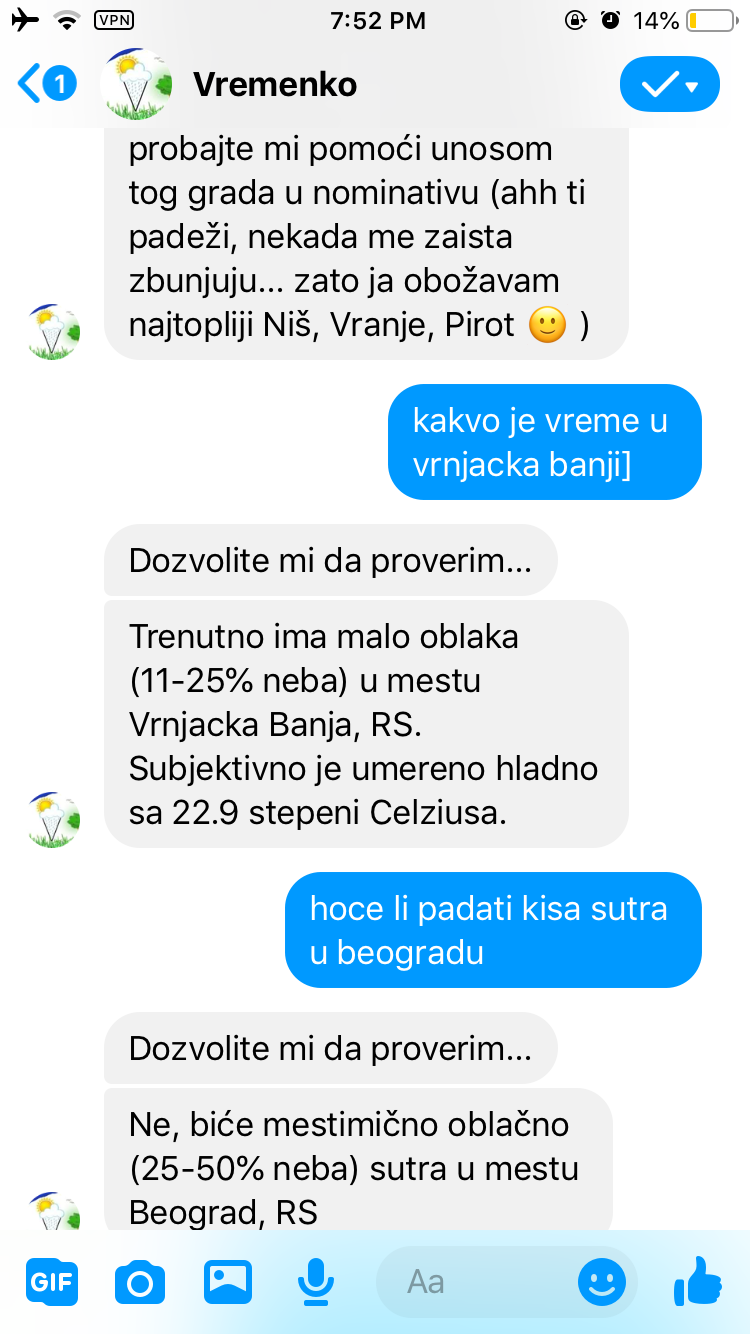 VPN
7:52 PM
14%
1
Vremenko
probajte mi pomoći unosom
tog grada u nominativu (ahh ti
padeži, nekada me zaista
zbunjuju... zato ja obožavam
najtopliji Niš, Vranje, Pirot 🙂 )
kakvo je vreme u
vrnjacka banji]
Dozvolite mi da proverim...
Trenutno ima malo oblaka
(11-25% neba) u mestu
Vrnjacka Banja, RS.
Subjektivno je umereno hladno
sa 22.9 stepeni Celziusa.
hoce li padati kisa sutra
u beogradu
Dozvolite mi da proverim...
Ne, biće mestimično oblačno
(25-50% neba) sutra u mestu
Beograd, RS
GIF
Aa